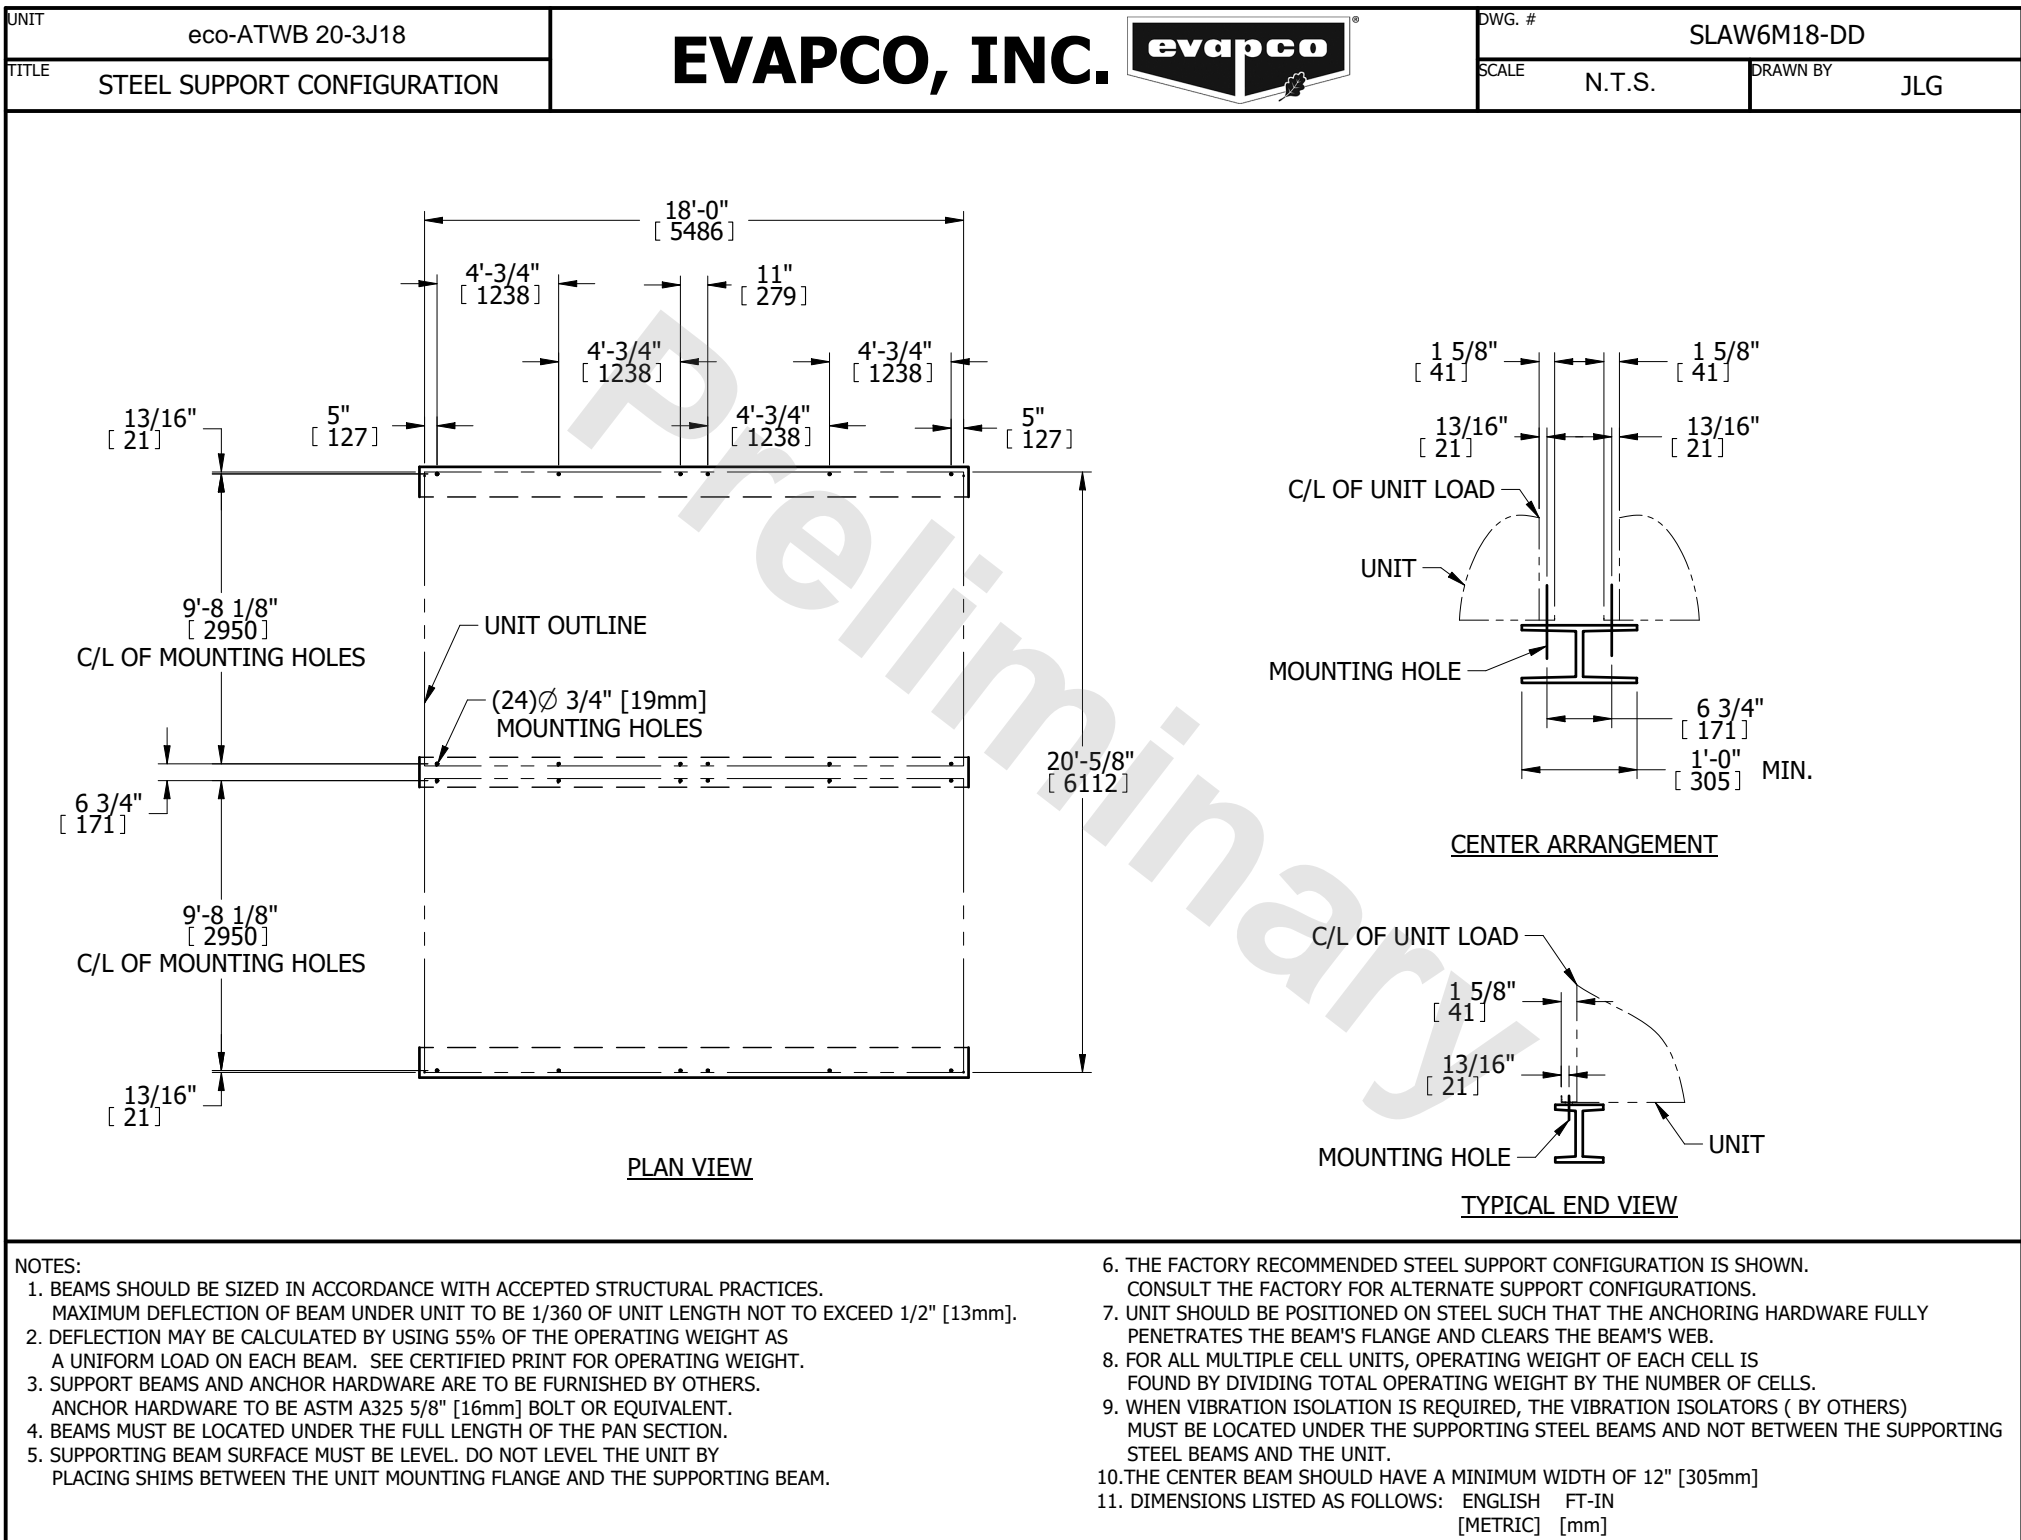 UNIT
eco-ATWB 20-3J18
TITLE
STEEL SUPPORT CONFIGURATION
EVAPCO, INC.
evapco
®
DWG. #
SLAW6M18-DD
SCALE
N.T.S.
DRAWN BY
JLG
18'-0"
[ 5486 ]
4'-3/4"
[ 1238 ]
11"
[ 279 ]
4'-3/4"
[ 1238 ]
4'-3/4"
[ 1238 ]
13/16"
[ 21 ]
5"
[ 127 ]
4'-3/4"
[ 1238 ]
5"
[ 127 ]
9'-8 1/8"
[ 2950 ]
C/L OF MOUNTING HOLES
UNIT OUTLINE
(24)∅ 3/4" [19mm]
MOUNTING HOLES
20'-5/8"
[ 6112 ]
6 3/4"
[ 171 ]
9'-8 1/8"
[ 2950 ]
C/L OF MOUNTING HOLES
13/16"
[ 21 ]
PLAN VIEW
Preliminary
1 5/8"
[ 41 ]
1 5/8"
[ 41 ]
13/16"
[ 21 ]
13/16"
[ 21 ]
C/L OF UNIT LOAD
UNIT
MOUNTING HOLE
6 3/4"
[ 171 ]
1'-0"
[ 305 ]
MIN.
CENTER ARRANGEMENT
C/L OF UNIT LOAD
1 5/8"
[ 41 ]
13/16"
[ 21 ]
MOUNTING HOLE
UNIT
TYPICAL END VIEW
NOTES:
1. BEAMS SHOULD BE SIZED IN ACCORDANCE WITH ACCEPTED STRUCTURAL PRACTICES.
MAXIMUM DEFLECTION OF BEAM UNDER UNIT TO BE 1/360 OF UNIT LENGTH NOT TO EXCEED 1/2" [13mm].
2. DEFLECTION MAY BE CALCULATED BY USING 55% OF THE OPERATING WEIGHT AS
A UNIFORM LOAD ON EACH BEAM. SEE CERTIFIED PRINT FOR OPERATING WEIGHT.
3. SUPPORT BEAMS AND ANCHOR HARDWARE ARE TO BE FURNISHED BY OTHERS.
ANCHOR HARDWARE TO BE ASTM A325 5/8" [16mm] BOLT OR EQUIVALENT.
4. BEAMS MUST BE LOCATED UNDER THE FULL LENGTH OF THE PAN SECTION.
5. SUPPORTING BEAM SURFACE MUST BE LEVEL. DO NOT LEVEL THE UNIT BY
PLACING SHIMS BETWEEN THE UNIT MOUNTING FLANGE AND THE SUPPORTING BEAM.
6. THE FACTORY RECOMMENDED STEEL SUPPORT CONFIGURATION IS SHOWN.
CONSULT THE FACTORY FOR ALTERNATE SUPPORT CONFIGURATIONS.
7. UNIT SHOULD BE POSITIONED ON STEEL SUCH THAT THE ANCHORING HARDWARE FULLY
PENETRATES THE BEAM'S FLANGE AND CLEARS THE BEAM'S WEB.
8. FOR ALL MULTIPLE CELL UNITS, OPERATING WEIGHT OF EACH CELL IS
FOUND BY DIVIDING TOTAL OPERATING WEIGHT BY THE NUMBER OF CELLS.
9. WHEN VIBRATION ISOLATION IS REQUIRED, THE VIBRATION ISOLATORS ( BY OTHERS)
MUST BE LOCATED UNDER THE SUPPORTING STEEL BEAMS AND NOT BETWEEN THE SUPPORTING
STEEL BEAMS AND THE UNIT.
10.THE CENTER BEAM SHOULD HAVE A MINIMUM WIDTH OF 12" [305mm]
11. DIMENSIONS LISTED AS FOLLOWS: ENGLISH FT-IN
[METRIC] [mm]